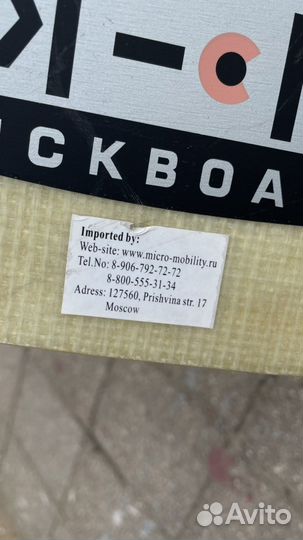 CKBOA
Imported by:
Web-site: www.micro-mobility.ru
Tel.No: 8-906-792-72-72
8-800-555-31-34
Adress: 127560, Prishvina str. 17
Moscow
Avito